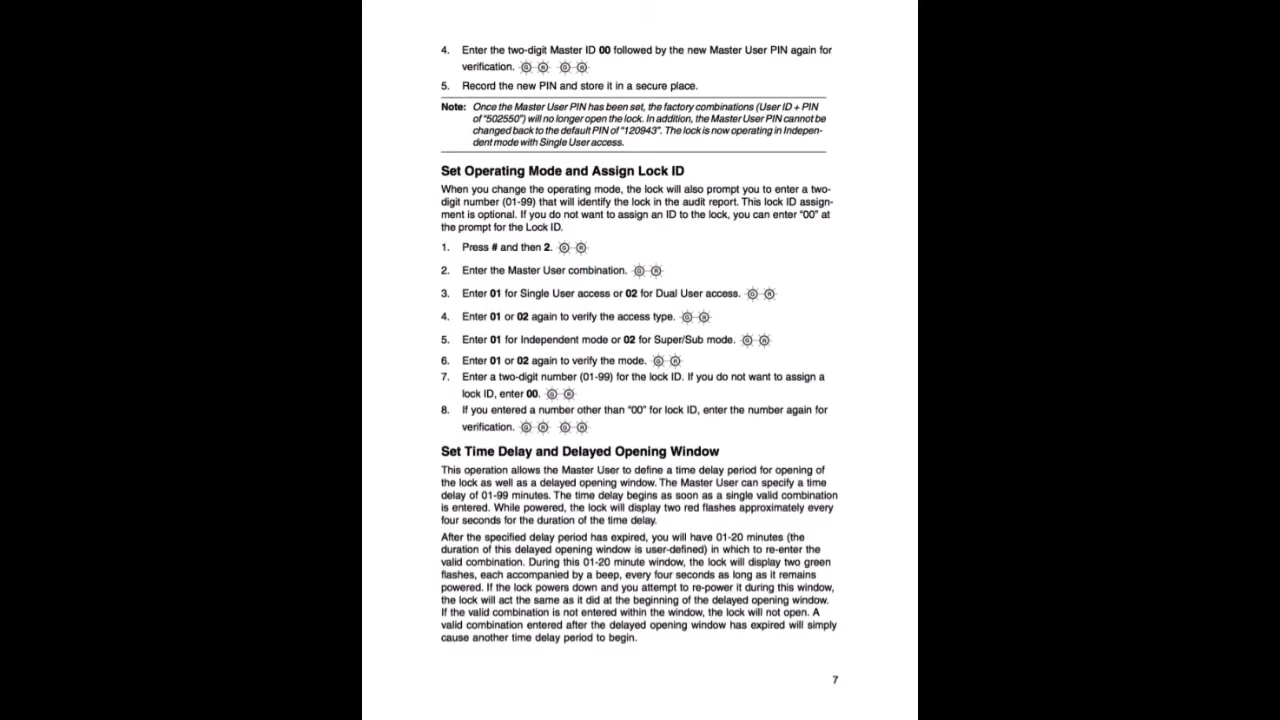 4. Enter the two-digit Master ID 00 followed by the new Master User PIN again for
verification. G R G R
5. Record the new PIN and store it in a secure place.
Note: Once the Master User PIN has been set, the factory combinations (User ID + PIN
of "502550") will no longer open the lock. In addition, the Master User PIN cannot be
changed back to the default PIN of "120943". The lock is now operating in Indepen-
dent mode with Single User access.
Set Operating Mode and Assign Lock ID
When you change the operating mode, the lock will also prompt you to enter a two-
digit number (01-99) that will identify the lock in the audit report. This lock ID assign-
ment is optional. If you do not want to assign an ID to the lock, you can enter "00" at
the prompt for the Lock ID.
1. Press # and then 2. G R
2. Enter the Master User combination. G R
3. Enter 01 for Single User access or 02 for Dual User access. G R
4. Enter 01 or 02 again to verify the access type. G R
5. Enter 01 for Independent mode or 02 for Super/Sub mode. G R
6. Enter 01 or 02 again to verify the mode. G R
7. Enter a two-digit number (01-99) for the lock ID. If you do not want to assign a
lock ID, enter 00. G R
8. If you entered a number other than "00" for lock ID, enter the number again for
verification. G R G R
Set Time Delay and Delayed Opening Window
This operation allows the Master User to define a time delay period for opening of
the lock as well as a delayed opening window. The Master User can specify a time
delay of 01-99 minutes. The time delay begins as soon as a single valid combination
is entered. While powered, the lock will display two red flashes approximately every
four seconds for the duration of the time delay.
After the specified delay period has expired, you will have 01-20 minutes (the
duration of this delayed opening window is user-defined) in which to re-enter the
valid combination. During this 01-20 minute window, the lock will display two green
flashes, each accompanied by a beep, every four seconds as long as it remains
powered. If the lock powers down and you attempt to re-power it during this window,
the lock will act the same as it did at the beginning of the delayed opening window.
If the valid combination is not entered within the window, the lock will not open. A
valid combination entered after the delayed opening window has expired will simply
cause another time delay period to begin.
7